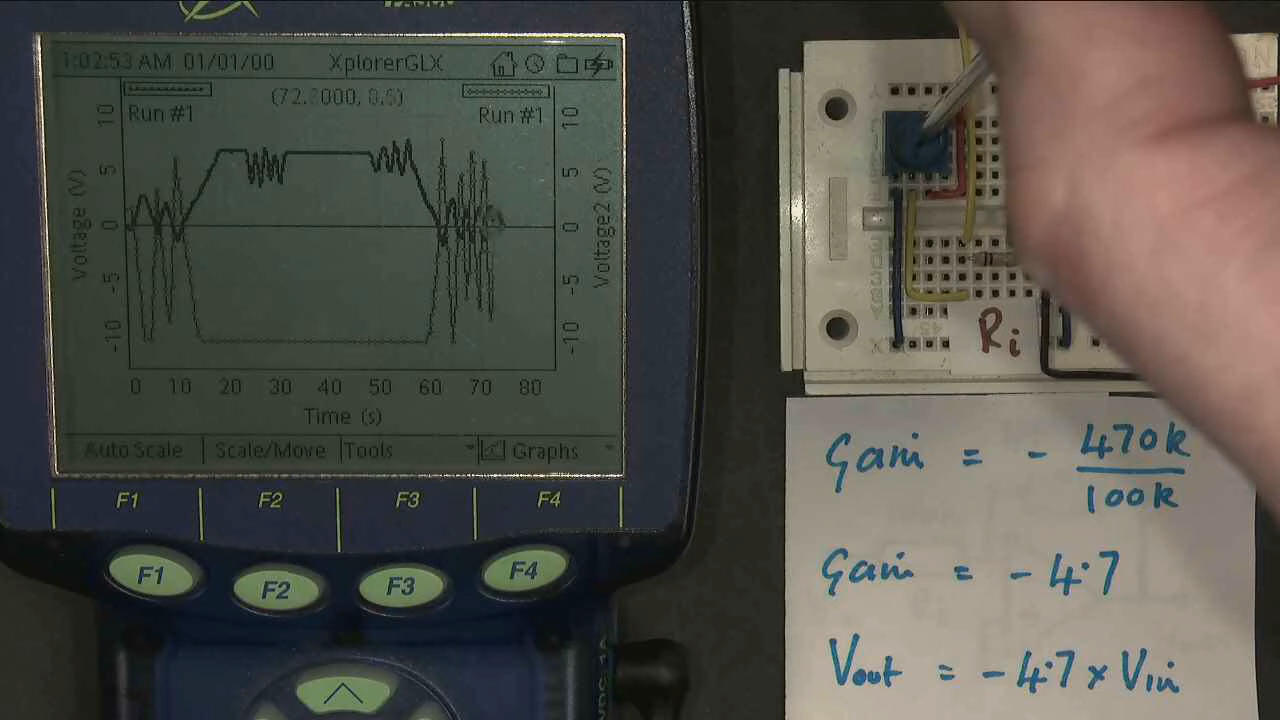 1:02:53 AM 01/01/00 XplorerGLX
(72.2000, 0.6)
Run #1
Run #1
10
5
0
-5
-10
Voltage (V)
10
5
0
-5
-10
Voltage2 (V)
0 10 20 30 40 50 60 70 80
Time (s)
Auto Scale Scale/Move Tools Graphs
F1 F2 F3 F4
F1 F2 F3 F4
Ri
Gain = - 470k
100k
Gain = - 4.7
Vout = - 4.7 x Vin